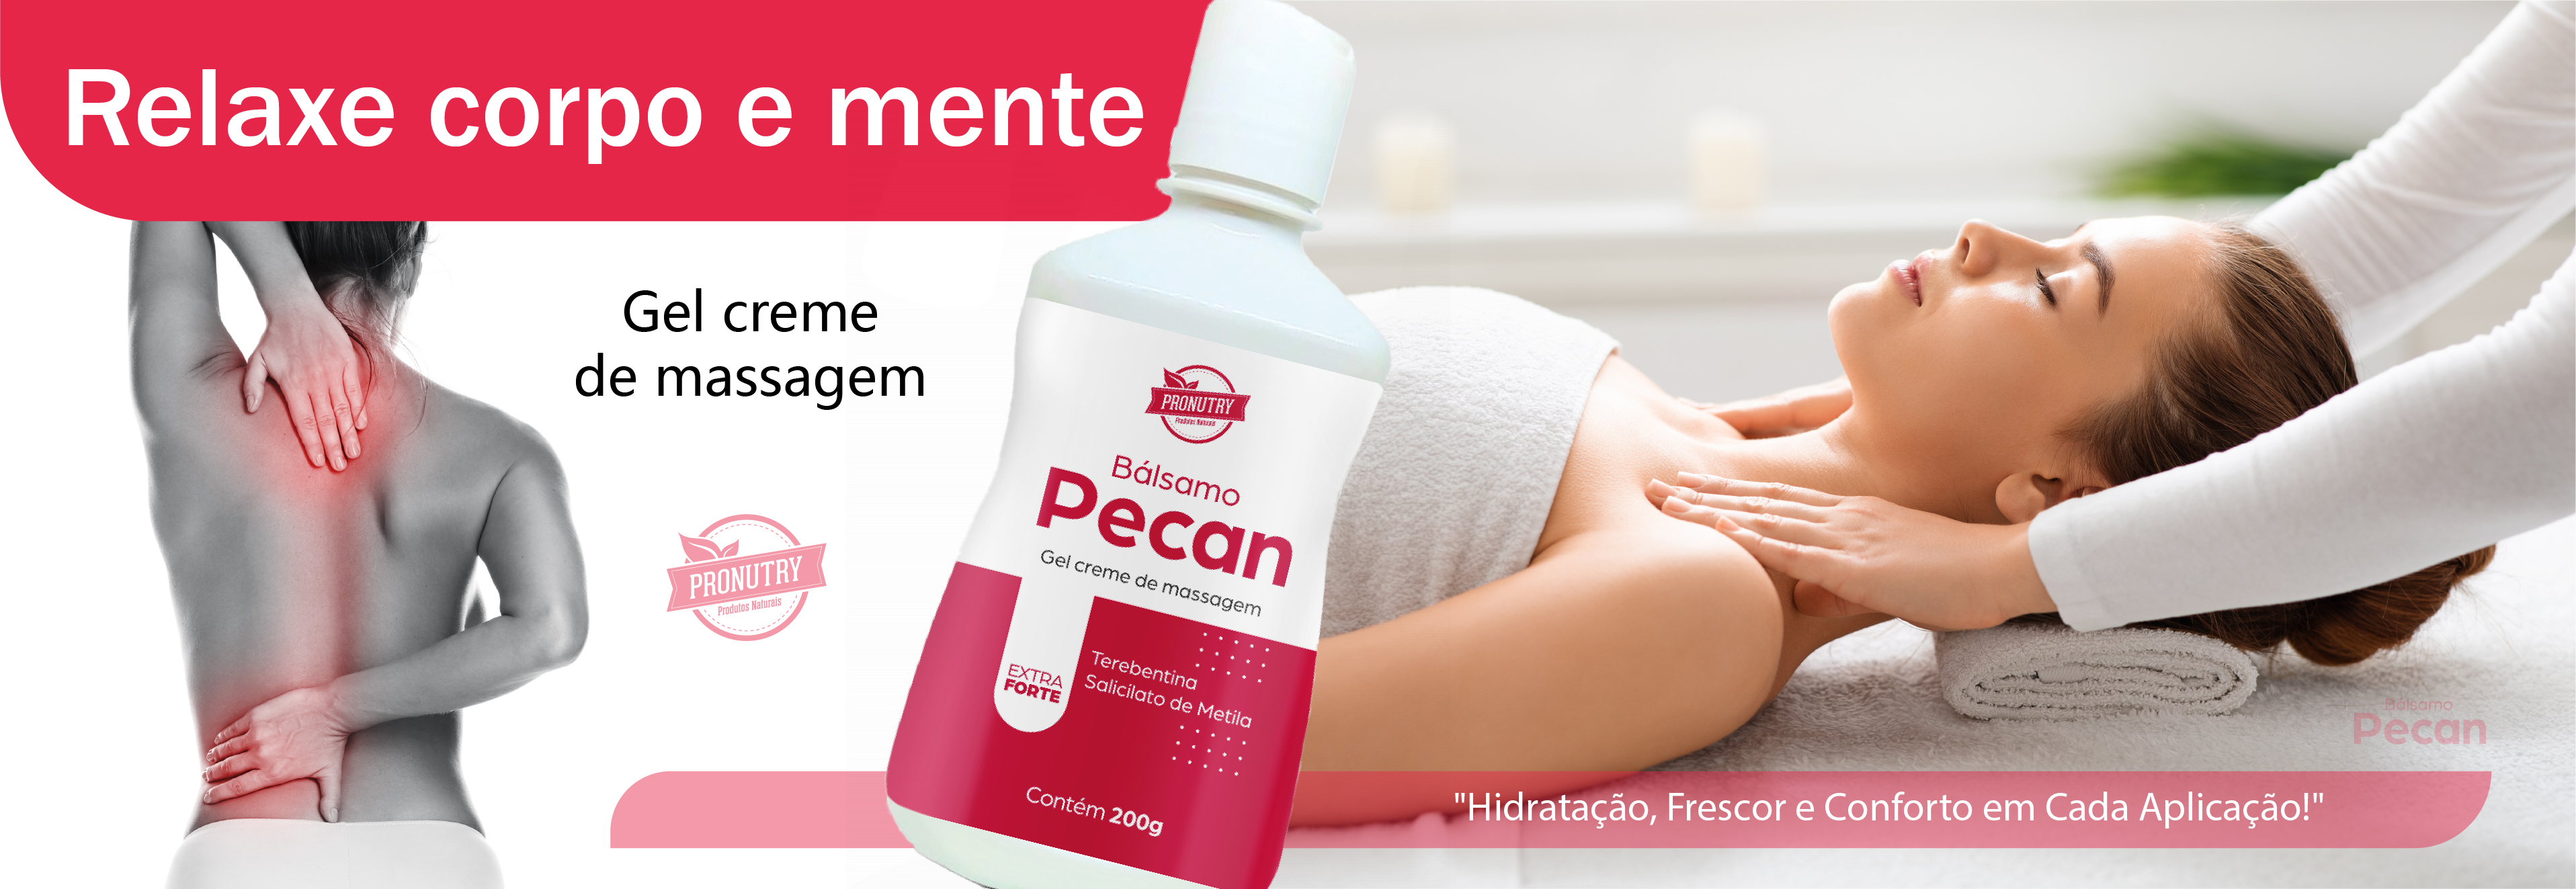 Relaxe corpo e mente
Gel creme
de massagem
PRONUTRY
Produtos Naturais
PRONUTRY
Produtos Naturais
Bálsamo
Pecan
Gel creme de massagem
EXTRA
FORTE
Terebentina
Salicilato de Metila
Contém 200g
Bálsamo
Pecan
"Hidratação, Frescor e Conforto em Cada Aplicação!"